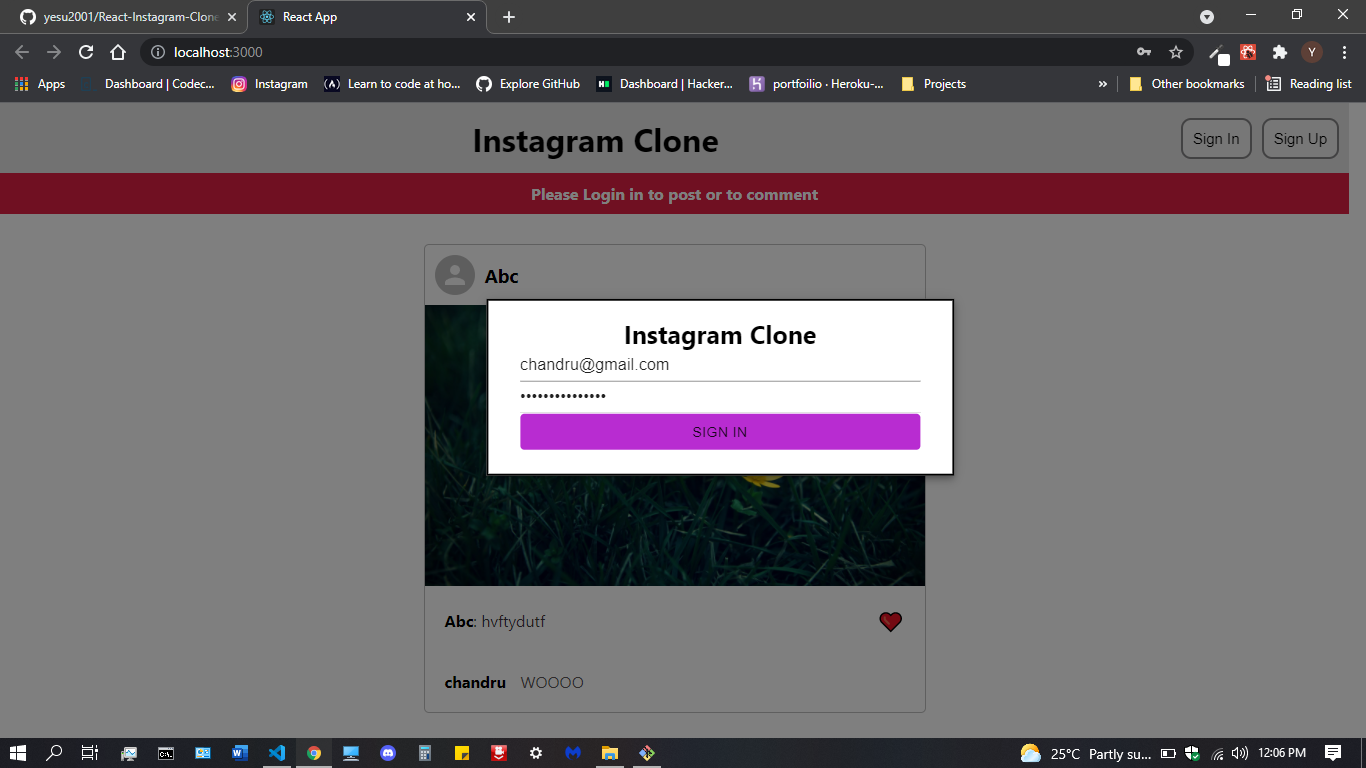 yesu2001/React-Instagram-Clone
React App
localhost:3000
Y
Apps
Dashboard | Codec...
Instagram
Learn to code at ho...
Explore GitHub
Dashboard | Hacker...
portfoilio · Heroku-...
Projects
»
Other bookmarks
Reading list
Instagram Clone
Sign In
Sign Up
Please Login in to post or to comment
Abc
Instagram Clone
chandru@gmail.com
•••••••••••••••
SIGN IN
Abc: hvftydutf
chandru WOOOO
25°C Partly su...
12:06 PM